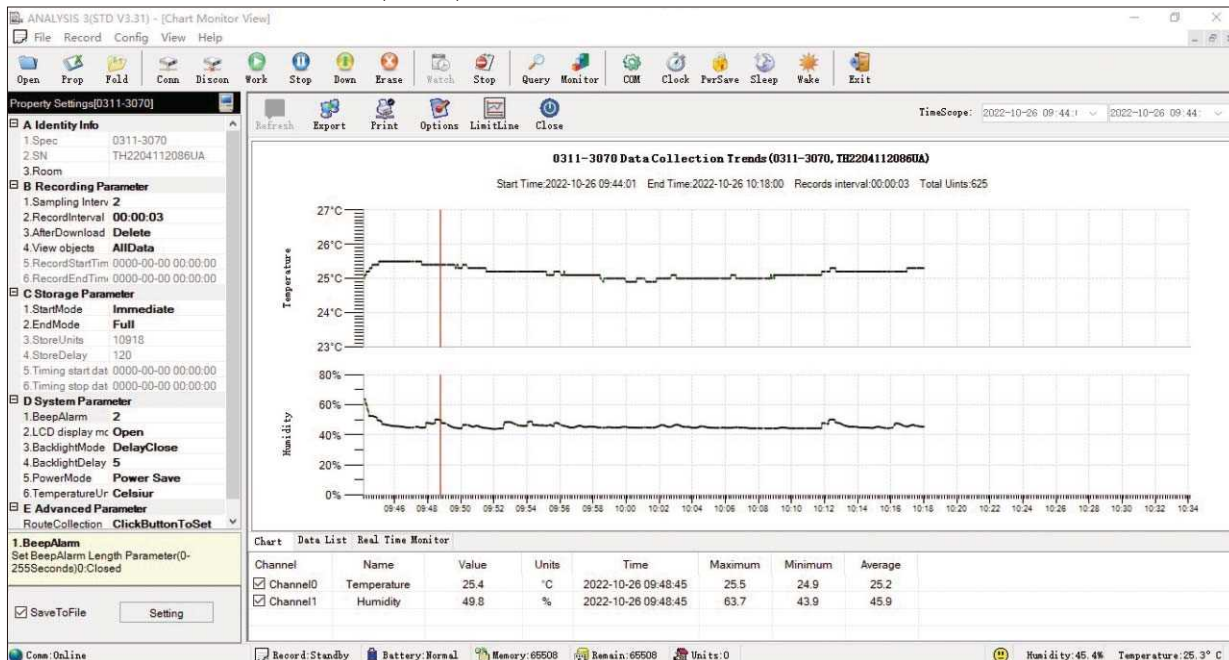 ANALYSIS 3(STD V3.31) - [Chart Monitor View]
File Record Config View Help
Open Prop Fold Conn Discon Work Stop Down Erase Watch Stop Query Monitor COM Clock PwrSave Sleep Wake Exit
Property Settings[0311-3070]
A Identity Info
1.Spec 0311-3070
2.SN TH2204112086UA
3.Room
B Recording Parameter
1.Sampling Interv 2
2.RecordInterval 00:00:03
3.AfterDownload Delete
4.View objects AllData
5.RecordStartTim 0000-00-00 00:00:00
6.RecordEndTime 0000-00-00 00:00:00
C Storage Parameter
1.StartMode Immediate
2.EndMode Full
3.StoreUnits 10918
4.StoreDelay 120
5.Timing start dat 0000-00-00 00:00:00
6.Timing stop dat 0000-00-00 00:00:00
D System Parameter
1.BeepAlarm 2
2.LCD display mc Open
3.BacklightMode DelayClose
4.BacklightDelay 5
5.PowerMode Power Save
6.TemperatureUr Celsiur
E Advanced Parameter
RouteCollection ClickButtonToSet
1.BeepAlarm
Set BeepAlarm Length Parameter(0-
255Seconds)0:Closed
SaveToFile Setting
Refresh Export Print Options LimitLine Close
TimeScope: 2022-10-26 09:44: 2022-10-26 09:44:
0311-3070 Data Collection Trends(0311-3070, TH2204112086UA)
Start Time:2022-10-26 09:44:01 End Time:2022-10-26 10:18:00 Records interval:00:00:03 Total Uints:625
Temperature
27°C
26°C
25°C
24°C
23°C
Humidity
80%
60%
40%
20%
0%
09:46 09:48 09:50 09:52 09:54 09:56 09:58 10:00 10:02 10:04 10:06 10:08 10:10 10:12 10:14 10:16 10:18 10:20 10:22 10:24 10:26 10:28 10:30 10:32 10:34
Chart Data List Real Time Monitor
Channel Name Value Units Time Maximum Minimum Average
Channel0 Temperature 25.4 °C 2022-10-26 09:48:45 25.5 24.9 25.2
Channel1 Humidity 49.8 % 2022-10-26 09:48:45 63.7 43.9 45.9
Comm:Online Record:Standby Battery:Normal Memory:65508 Remain:65508 Units:0 Humidity:45.4% Temperature:25.3° C